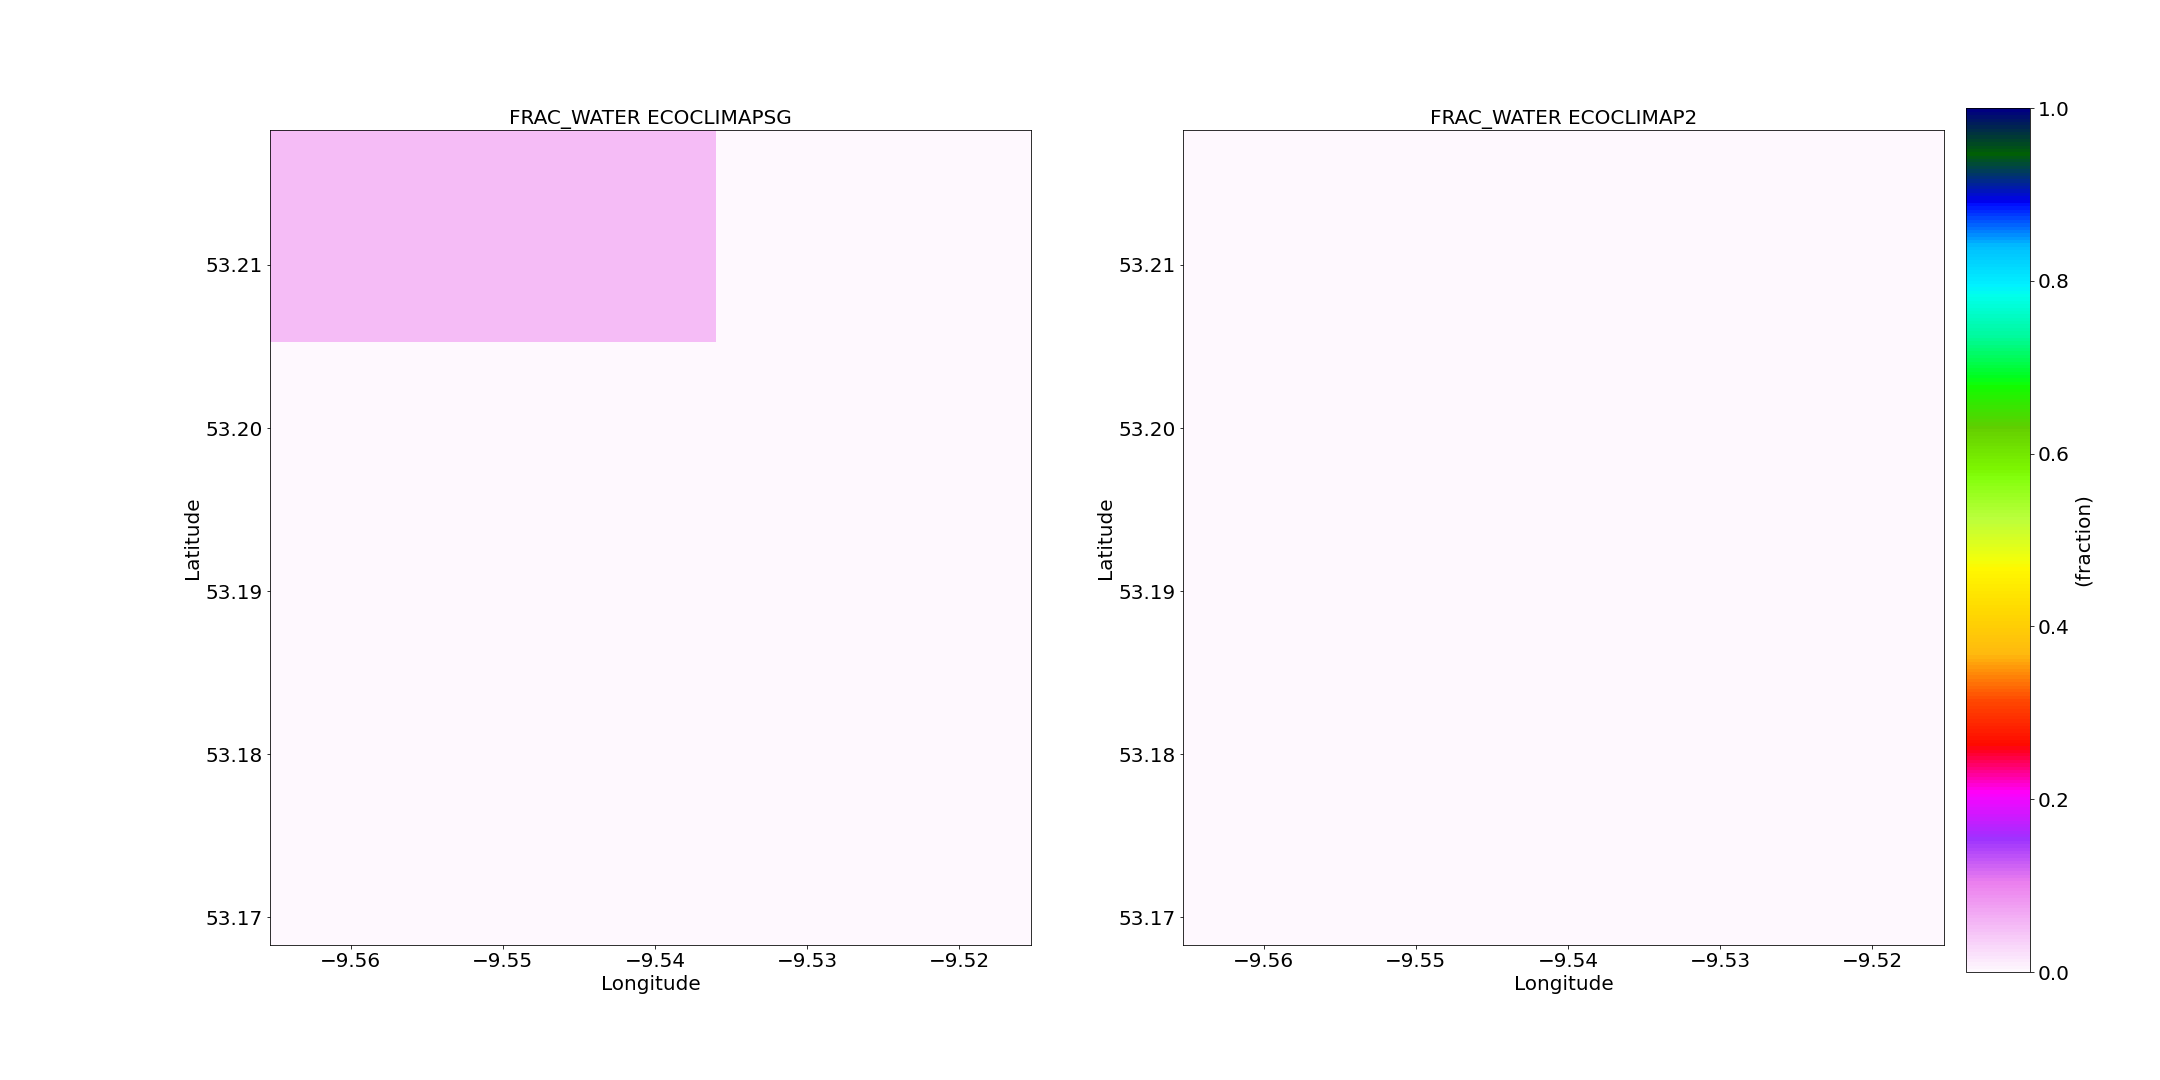 FRAC_WATER ECOCLIMAPSG
53.21
53.20
53.19
53.18
53.17
Latitude
−9.56 −9.55 −9.54 −9.53 −9.52
Longitude
FRAC_WATER ECOCLIMAP2
53.21
53.20
53.19
53.18
53.17
Latitude
−9.56 −9.55 −9.54 −9.53 −9.52
Longitude
1.0
0.8
0.6
0.4
0.2
0.0
(fraction)